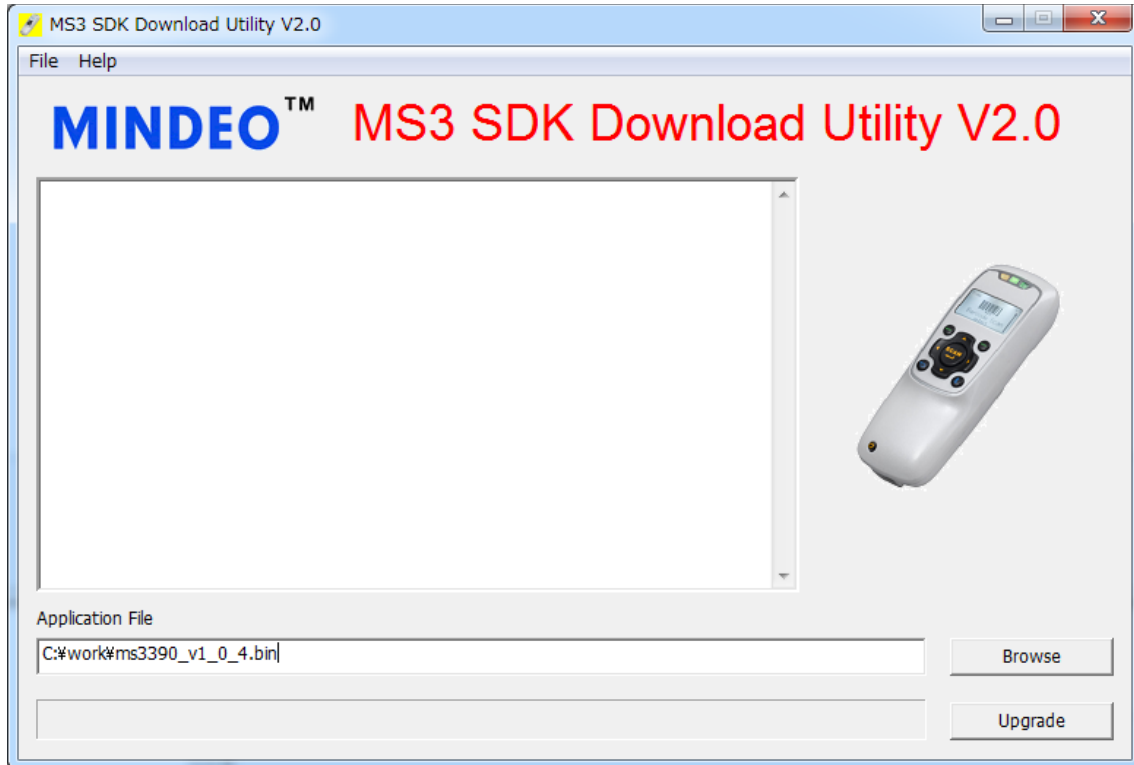 MS3 SDK Download Utility V2.0
File Help
MINDEO™ MS3 SDK Download Utility V2.0
Application File
C:¥work¥ms3390_v1_0_4.bin
Browse
Upgrade